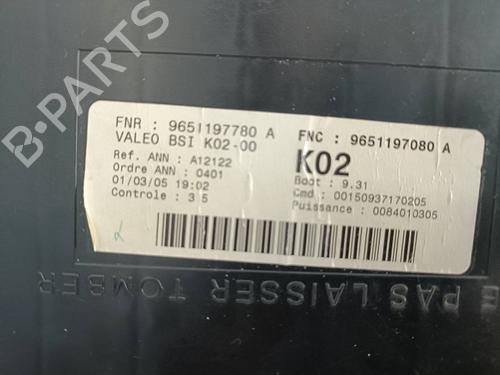 B-PARTS
FNR : 9651197780 A
FNC : 9651197080 A
VALEO BSI K02-00
K02
Ref. ANN : A12122
Boot : 9.31
Ordre ANN : 0401
Cmd : 00150937170205
01/03/05 19:02
Puissance : 0084010305
Controle : 3 5
E PAS LAISSER TOMBER